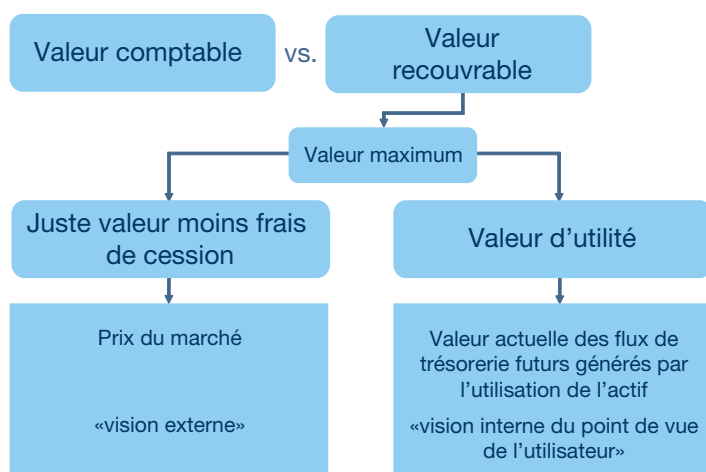 Valeur comptable
vs.
Valeur
recouvrable
Valeur maximum
Juste valeur moins frais
de cession
Valeur d’utilité
Prix du marché
«vision externe»
Valeur actuelle des flux de
trésorerie futurs générés par
l’utilisation de l’actif
«vision interne du point de vue
de l’utilisateur»